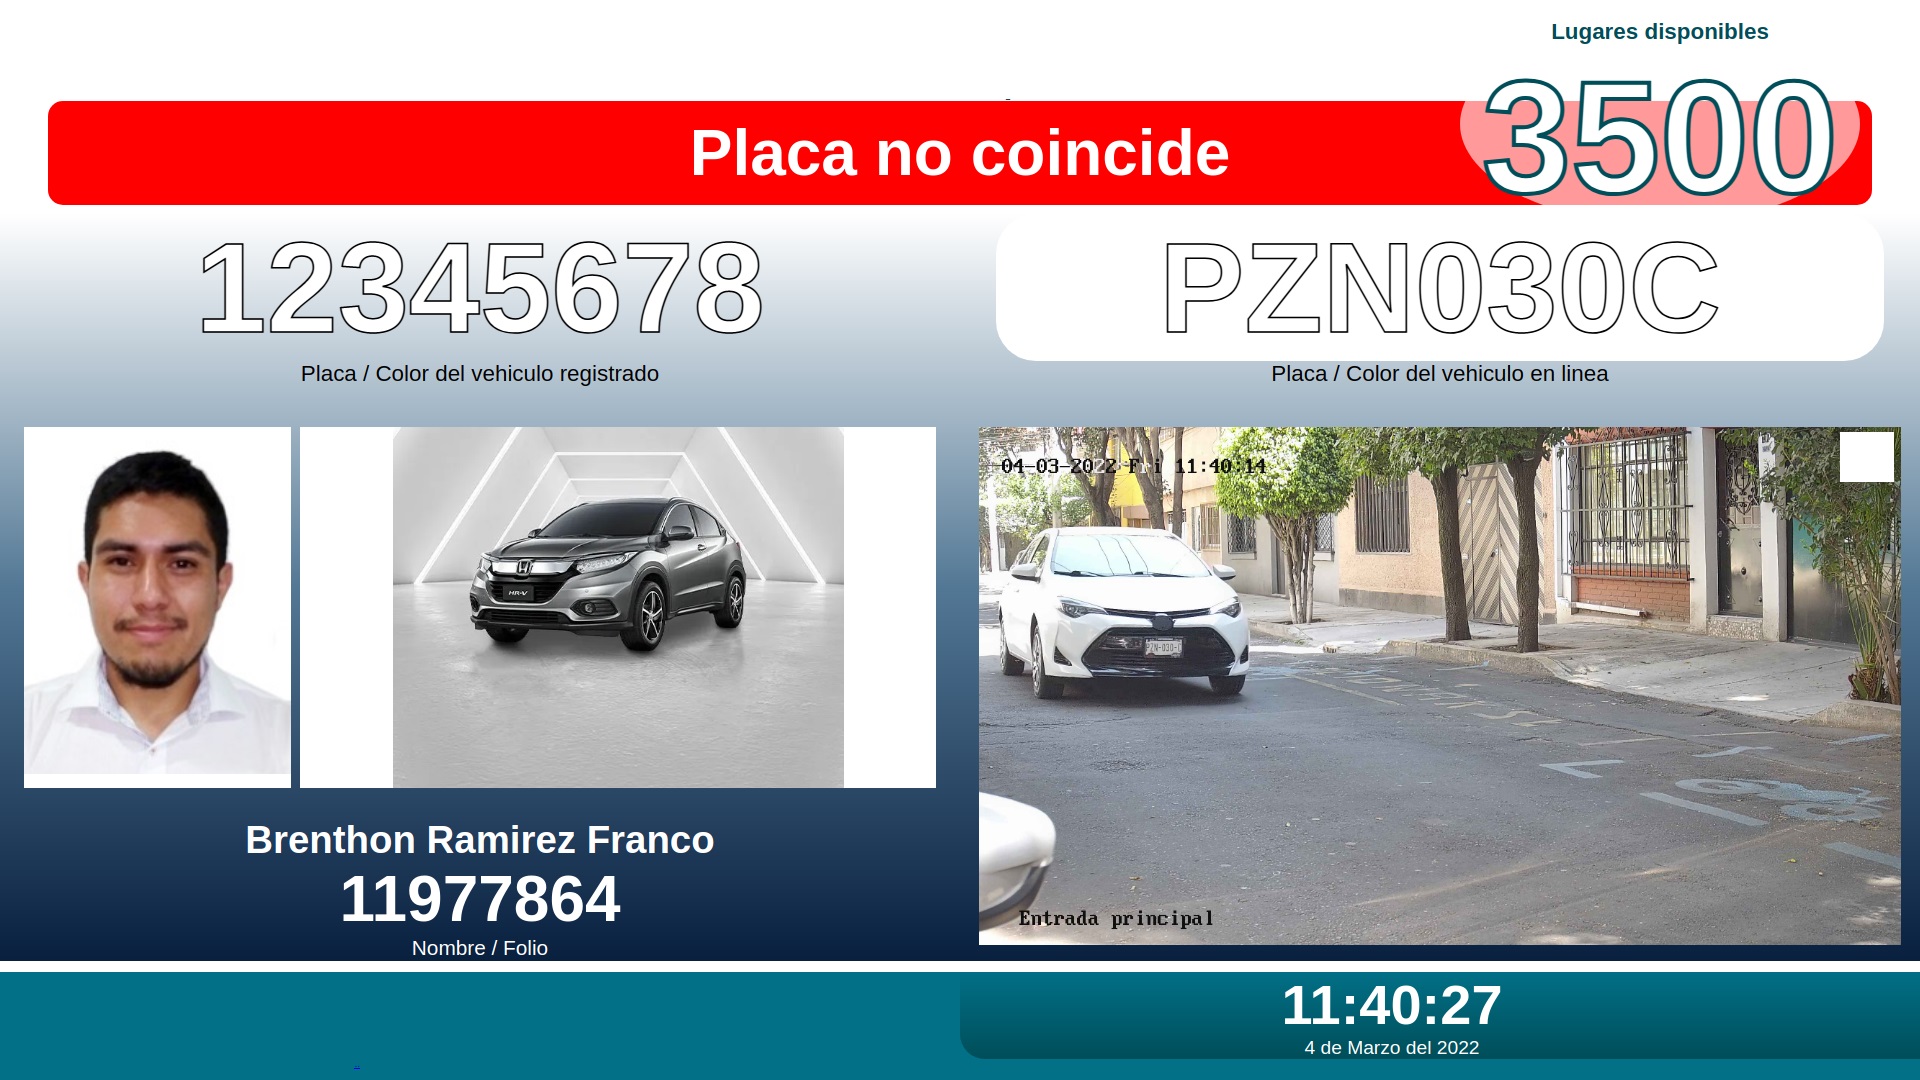 Lugares disponibles
3500
Placa no coincide
12345678
PZN030C
Placa / Color del vehiculo registrado
Placa / Color del vehiculo en linea
04-03-2022 Fri 11:40:14
HR-V
PZN-030-C
Entrada principal
Brenthon Ramirez Franco
11977864
Nombre / Folio
11:40:27
4 de Marzo del 2022